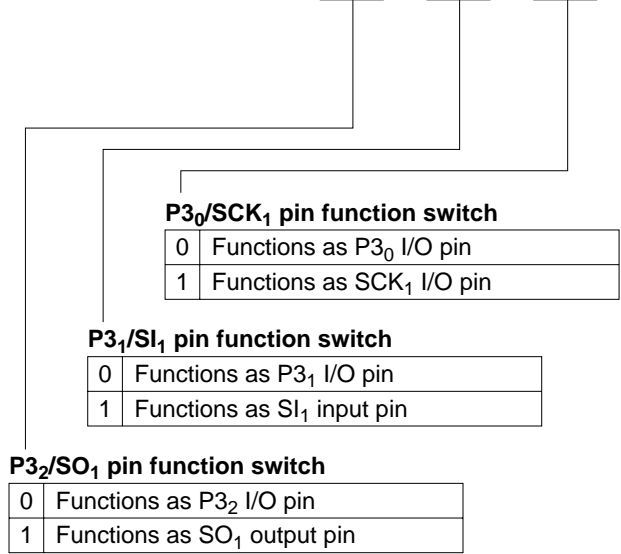 P3₀/SCK₁ pin function switch
0 Functions as P3₀ I/O pin
1 Functions as SCK₁ I/O pin
P3₁/SI₁ pin function switch
0 Functions as P3₁ I/O pin
1 Functions as SI₁ input pin
P3₂/SO₁ pin function switch
0 Functions as P3₂ I/O pin
1 Functions as SO₁ output pin